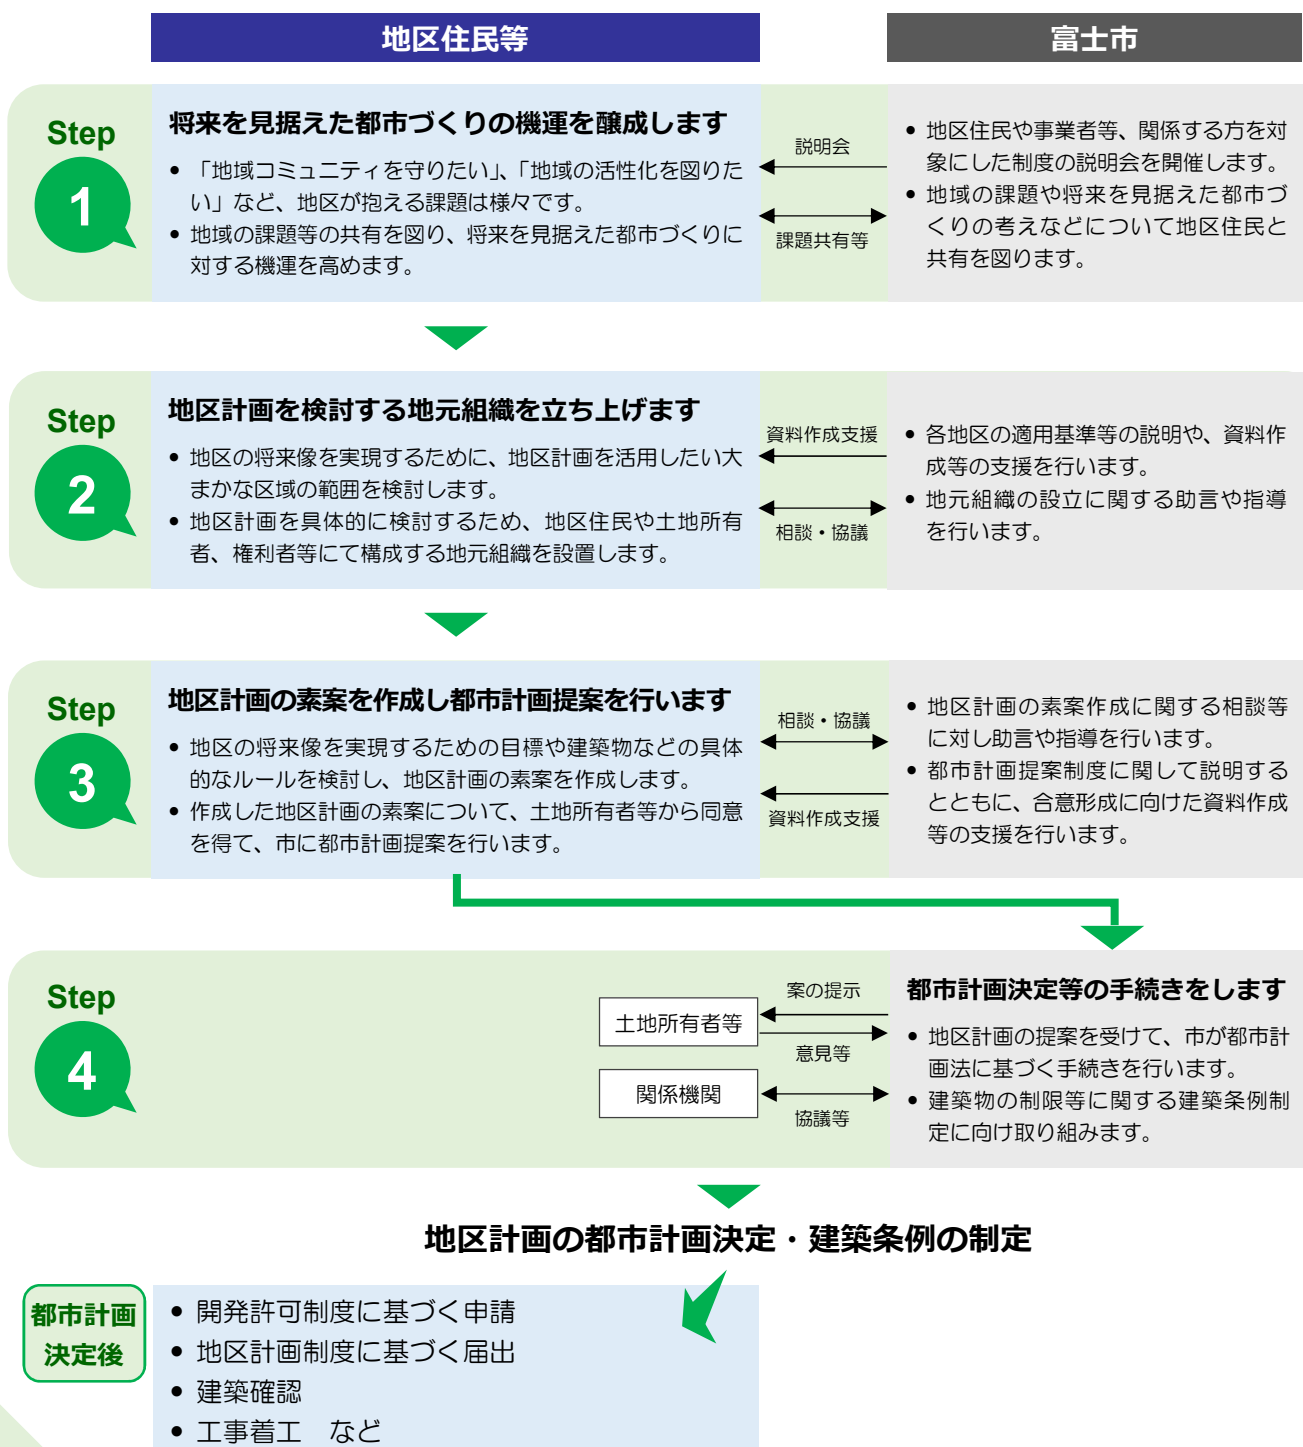 地区住民等
富士市
Step
1
将来を見据えた都市づくりの機運を醸成します
• 「地域コミュニティを守りたい」、「地域の活性化を図りた
い」など、地区が抱える課題は様々です。
• 地域の課題等の共有を図り、将来を見据えた都市づくりに
対する機運を高めます。
説明会
課題共有等
• 地区住民や事業者等、関係する方を対
象にした制度の説明会を開催します。
• 地域の課題や将来を見据えた都市づ
くりの考えなどについて地区住民と
共有を図ります。
Step
2
地区計画を検討する地元組織を立ち上げます
• 地区の将来像を実現するために、地区計画を活用したい大
まかな区域の範囲を検討します。
• 地区計画を具体的に検討するため、地区住民や土地所有
者、権利者等にて構成する地元組織を設置します。
資料作成支援
相談・協議
• 各地区の適用基準等の説明や、資料作
成等の支援を行います。
• 地元組織の設立に関する助言や指導
を行います。
Step
3
地区計画の素案を作成し都市計画提案を行います
• 地区の将来像を実現するための目標や建築物などの具体
的なルールを検討し、地区計画の素案を作成します。
• 作成した地区計画の素案について、土地所有者等から同意
を得て、市に都市計画提案を行います。
相談・協議
資料作成支援
• 地区計画の素案作成に関する相談等
に対し助言や指導を行います。
• 都市計画提案制度に関して説明する
とともに、合意形成に向けた資料作成
等の支援を行います。
Step
4
土地所有者等
関係機関
案の提示
意見等
協議等
都市計画決定等の手続きをします
• 地区計画の提案を受けて、市が都市計
画法に基づく手続きを行います。
• 建築物の制限等に関する建築条例制
定に向け取り組みます。
地区計画の都市計画決定・建築条例の制定
都市計画
決定後
• 開発許可制度に基づく申請
• 地区計画制度に基づく届出
• 建築確認
• 工事着工 など